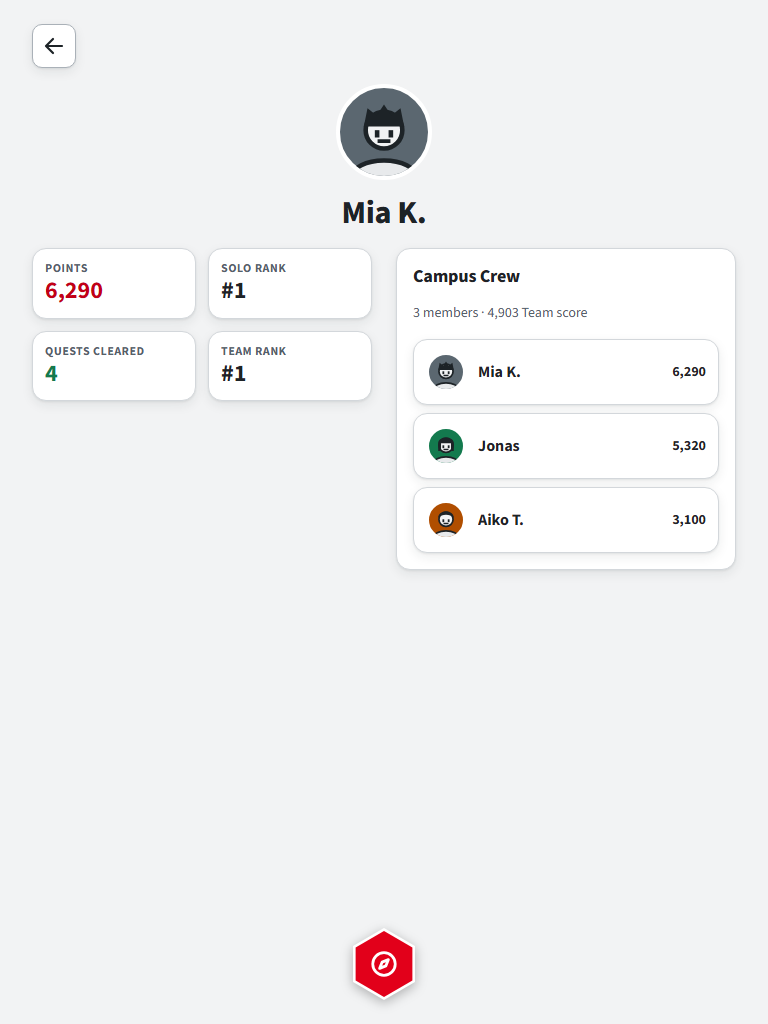 Mia K.
POINTS
6,290
SOLO RANK
#1
QUESTS CLEARED
4
TEAM RANK
#1
Campus Crew
3 members · 4,903 Team score
Mia K. 6,290
Jonas 5,320
Aiko T. 3,100